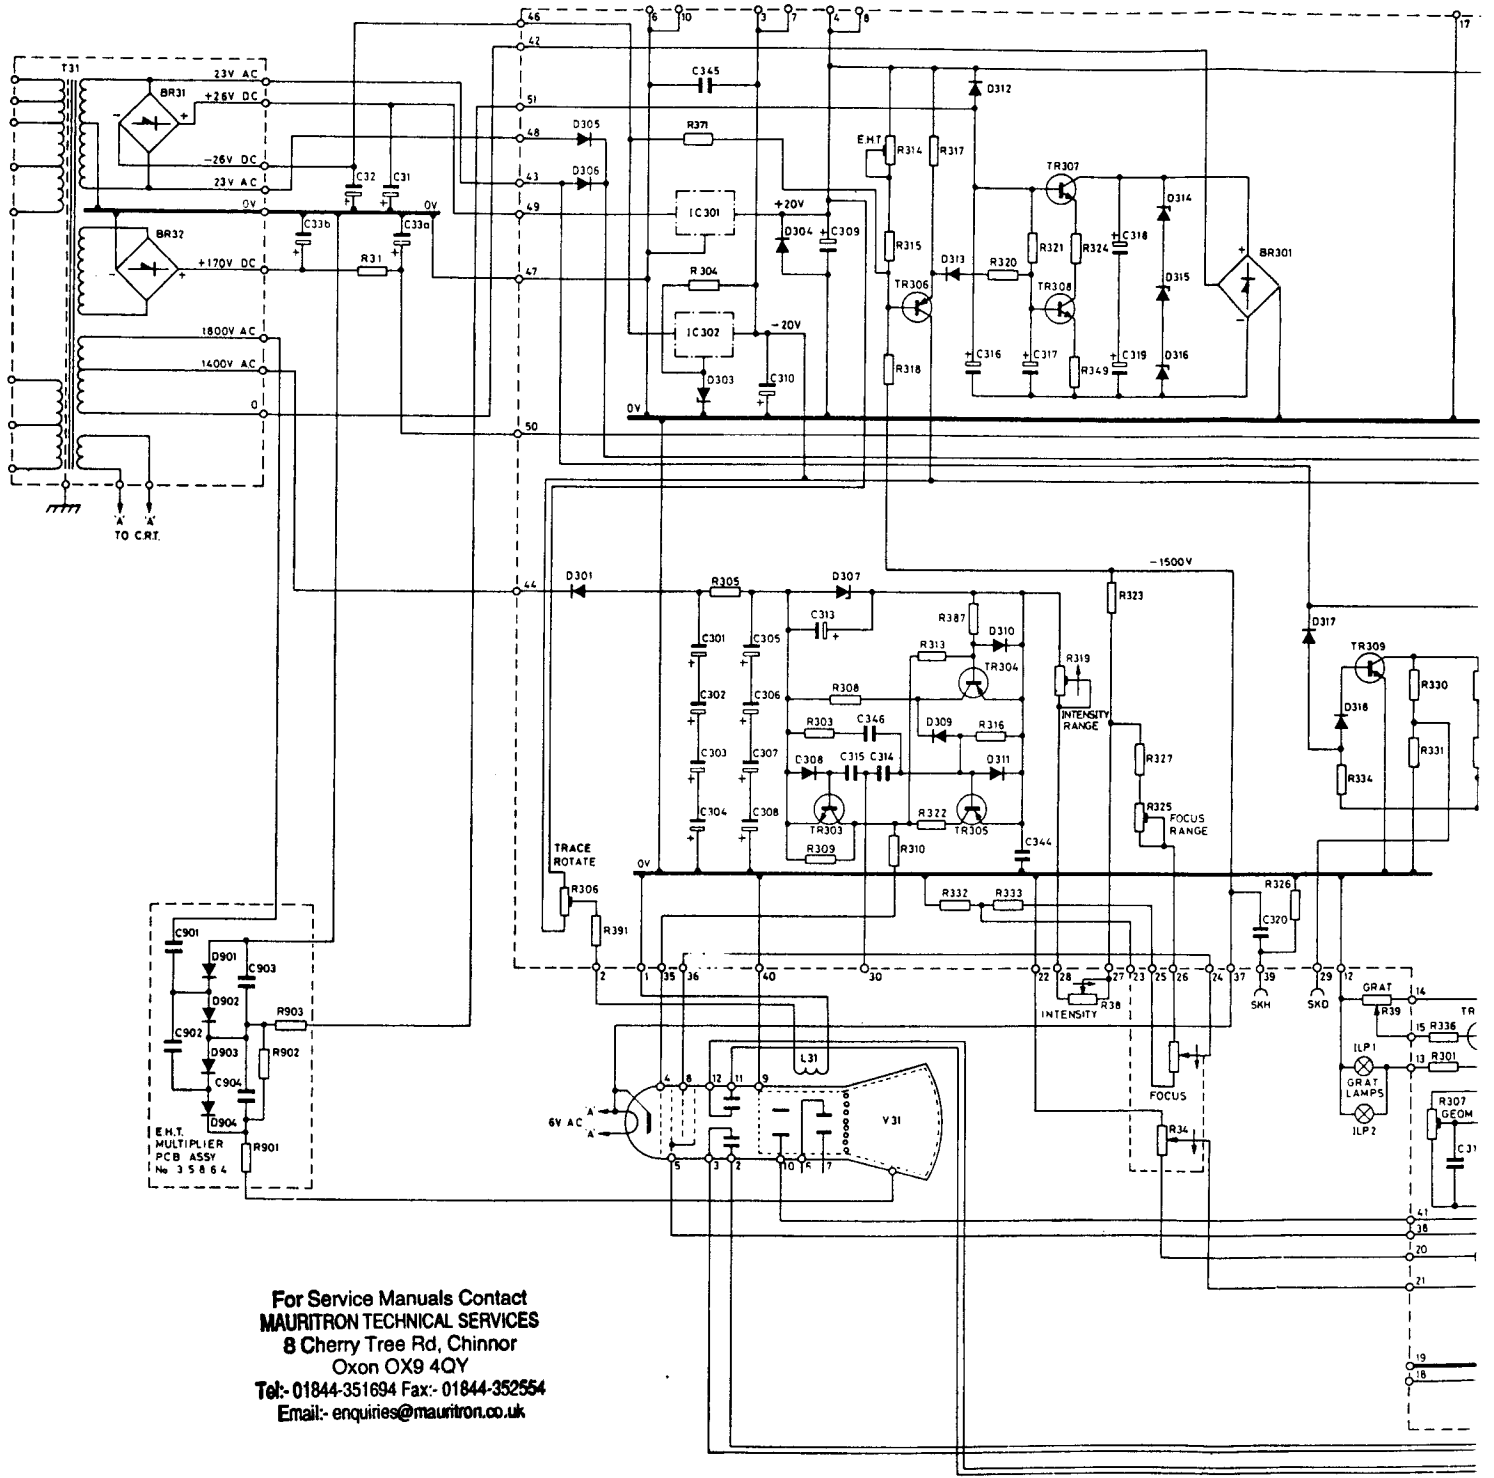 46
6
10
3
7
4
8
17
42
T31
23V AC
BR31
+26V DC
-26V DC
23V AC
0V
BR32
+170V DC
1800V AC
1400V AC
0
'A'
'A'
TO C.R.T.
C32
C31
C33b
C33a
0V
R31
51
48
43
49
47
50
44
D305
D306
C345
R371
IC301
+20V
D304
C309
R304
IC302
-20V
D303
C310
0V
E.H.T
R314
R317
D312
R315
D313
R320
TR306
R318
TR307
R321
R324
TR308
C316
C317
R349
C318
C319
D314
D315
D316
BR301
-1500V
D301
R305
D307
C313
C301
C305
C302
C306
C303
C307
C304
C308
R387
D310
R313
TR304
R308
R303
C346
D309
R316
D308
C315
C314
D311
TR303
R322
TR305
R309
R310
C344
R319
INTENSITY
RANGE
R323
R327
R325
FOCUS
RANGE
D317
TR309
D318
R330
R331
R334
TRACE
ROTATE
R306
R391
0V
R332
R333
C320
R326
2
1
35
36
40
30
22
28
27
23
25
26
24
37
39
29
12
SKH
SKD
INTENSITY
R38
GRAT
R39
14
15
R336
TR
13
R301
ILP1
GRAT
LAMPS
ILP2
R307
GEOM
C31
FOCUS
R34
L31
V31
4
8
12
11
9
5
3
2
10
6
7
6V AC
'A'
'A'
C901
D901
C903
D902
R903
C902
D903
R902
C904
D904
R901
E.H.T.
MULTIPLIER
PCB ASSY
No 35864
41
38
20
21
19
18
For Service Manuals Contact
MAURITRON TECHNICAL SERVICES
8 Cherry Tree Rd, Chinnor
Oxon OX9 4QY
Tel:- 01844-351694 Fax:- 01844-352554
Email:- enquiries@mauritron.co.uk